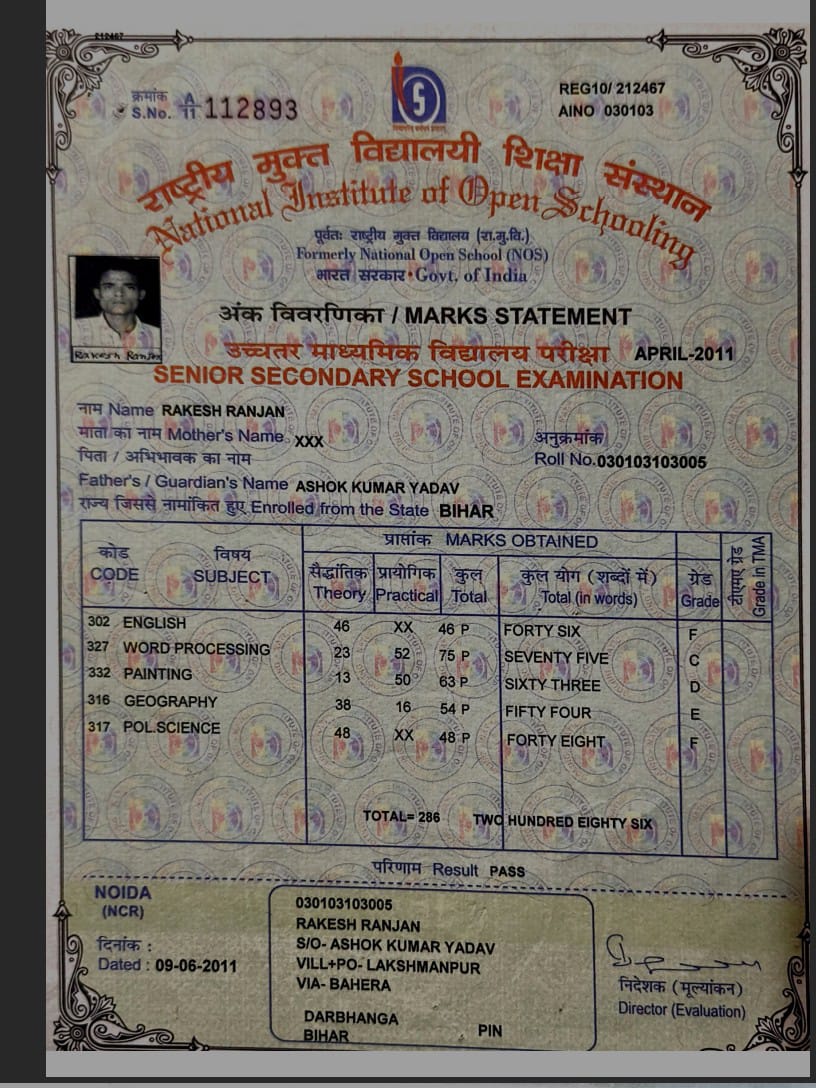 212467
क्रमांक A
S.No. 11 112893
REG10/ 212467
AINO 030103
राष्ट्रीय मुक्त विद्यालयी शिक्षा संस्थान
National Institute of Open Schooling
पूर्वतः राष्ट्रीय मुक्त विद्यालय (रा.मु.वि.)
Formerly National Open School (NOS)
भारत सरकार • Govt. of India
Rakesh Ranjan
अंक विवरणिका / MARKS STATEMENT
उच्चतर माध्यमिक विद्यालय परीक्षा APRIL-2011
SENIOR SECONDARY SCHOOL EXAMINATION
नाम Name RAKESH RANJAN
माता का नाम Mother's Name XXX अनुक्रमांक
पिता / अभिभावक का नाम Roll No. 030103103005
Father's / Guardian's Name ASHOK KUMAR YADAV
राज्य जिससे नामांकित हुए Enrolled from the State BIHAR
प्राप्तांक MARKS OBTAINED
कोड विषय सैद्धांतिक प्रायोगिक कुल कुल योग (शब्दों में) ग्रेड टीएमए ग्रेड
CODE SUBJECT Theory Practical Total Total (in words) Grade Grade in TMA
302 ENGLISH 46 XX 46 P FORTY SIX F
327 WORD PROCESSING 23 52 75 P SEVENTY FIVE C
332 PAINTING 13 50 63 P SIXTY THREE D
316 GEOGRAPHY 38 16 54 P FIFTY FOUR E
317 POL.SCIENCE 48 XX 48 P FORTY EIGHT F
TOTAL= 286 TWO HUNDRED EIGHTY SIX
परिणाम Result PASS
NOIDA
(NCR)
दिनांक :
Dated : 09-06-2011
030103103005
RAKESH RANJAN
S/O- ASHOK KUMAR YADAV
VILL+PO- LAKSHMANPUR
VIA- BAHERA
DARBHANGA
BIHAR PIN
निदेशक (मूल्यांकन)
Director (Evaluation)